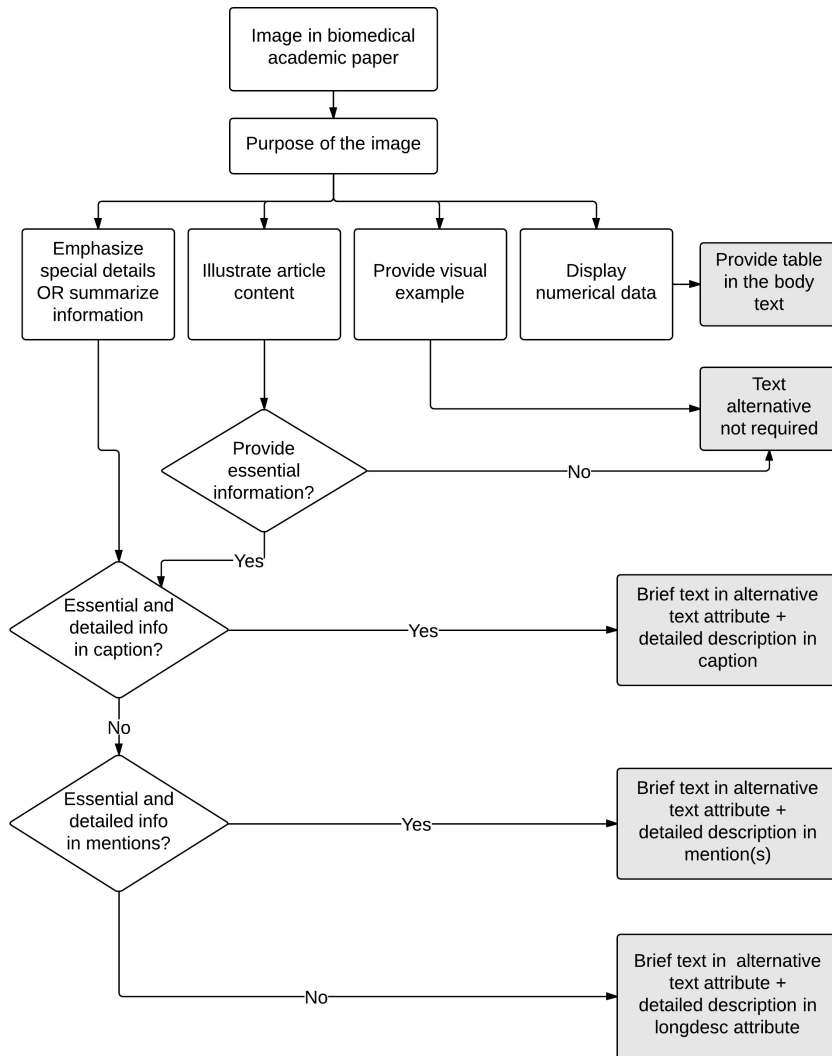 Image in biomedical
academic paper
Purpose of the image
Emphasize
special details
OR summarize
information
Illustrate article
content
Provide visual
example
Display
numerical data
Provide table
in the body
text
Text
alternative
not required
Provide
essential
information?
No
Yes
Essential and
detailed info
in caption?
Yes
Brief text in alternative
text attribute +
detailed description in
caption
No
Essential and
detailed info
in mentions?
Yes
Brief text in alternative
text attribute +
detailed description in
mention(s)
No
Brief text in  alternative
text attribute +
detailed description in
longdesc attribute